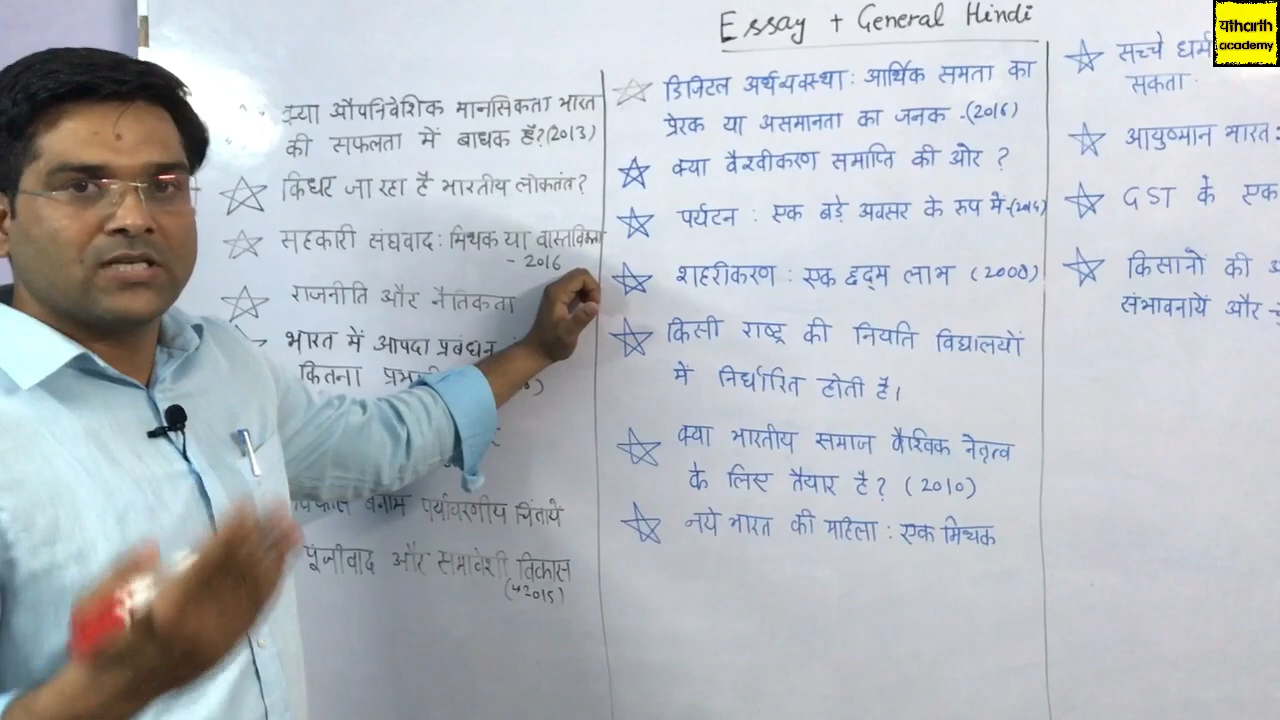 Essay + General Hindi
यथार्थ
academy
क्या औपनिवेशिक मानसिकता भारत
की सफलता में बाधक है? (2013)
किधर जा रहा है भारतीय लोकतंत्र?
सहकारी संघवाद : मिथक या वास्तविकता
- 2016
राजनीति और नैतिकता
भारत में आपदा प्रबंधन
कितना
बनाम पर्यावरणीय चिंतायें
पूंजीवाद और समावेशी विकास
(2015)
डिजिटल अर्थव्यवस्था : आर्थिक समता का
प्रेरक या असमानता का जनक - (2016)
क्या वैश्वीकरण समाप्ति की ओर ?
पर्यटन : एक बड़े अवसर के रूप में
शहरीकरण : एक छद्म लाभ
किसी राष्ट्र की नियति विद्यालयों
में निर्धारित होती है।
क्या भारतीय समाज वैश्विक नेतृत्व
के लिए तैयार है? (2010)
नये भारत की महिला : एक मिथक
सच्चे धर्म
सकता
आयुष्मान भारत :
GST के एक
किसानों की
संभावनायें और